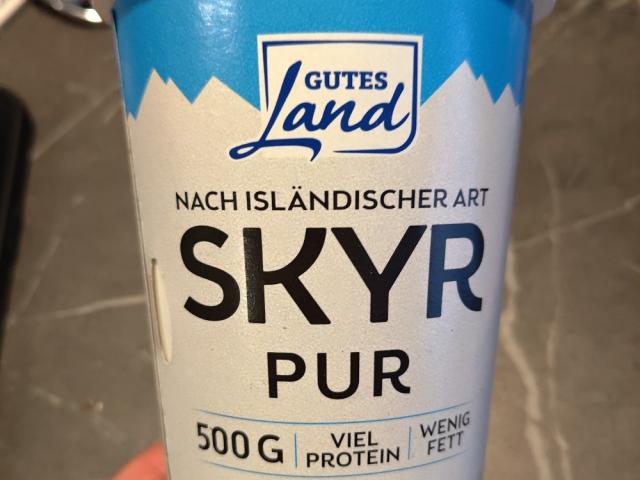 GUTES
Land
NACH ISLÄNDISCHER ART
SKYR
PUR
500 G
VIEL
PROTEIN
WENIG
FETT